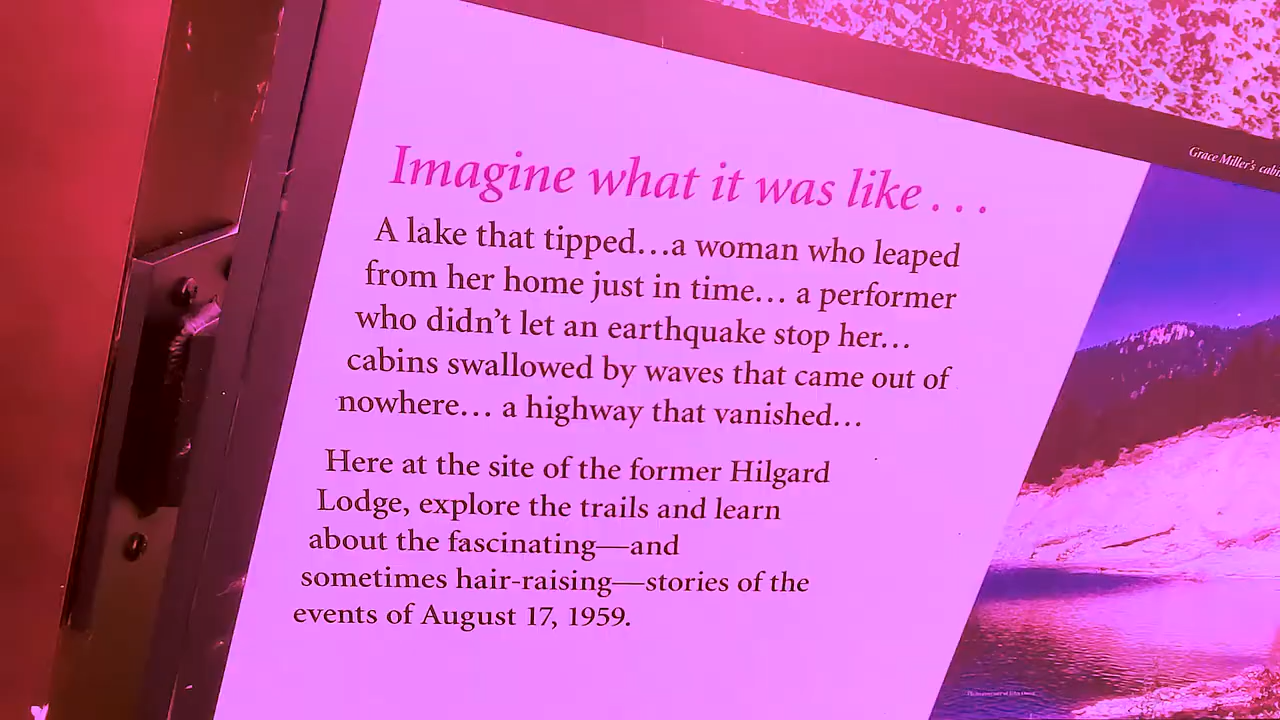 Imagine what it was like . . .
A lake that tipped...a woman who leaped
from her home just in time... a performer
who didn't let an earthquake stop her...
cabins swallowed by waves that came out of
nowhere... a highway that vanished...
Here at the site of the former Hilgard
Lodge, explore the trails and learn
about the fascinating—and
sometimes hair-raising—stories of the
events of August 17, 1959.
Grace Miller's